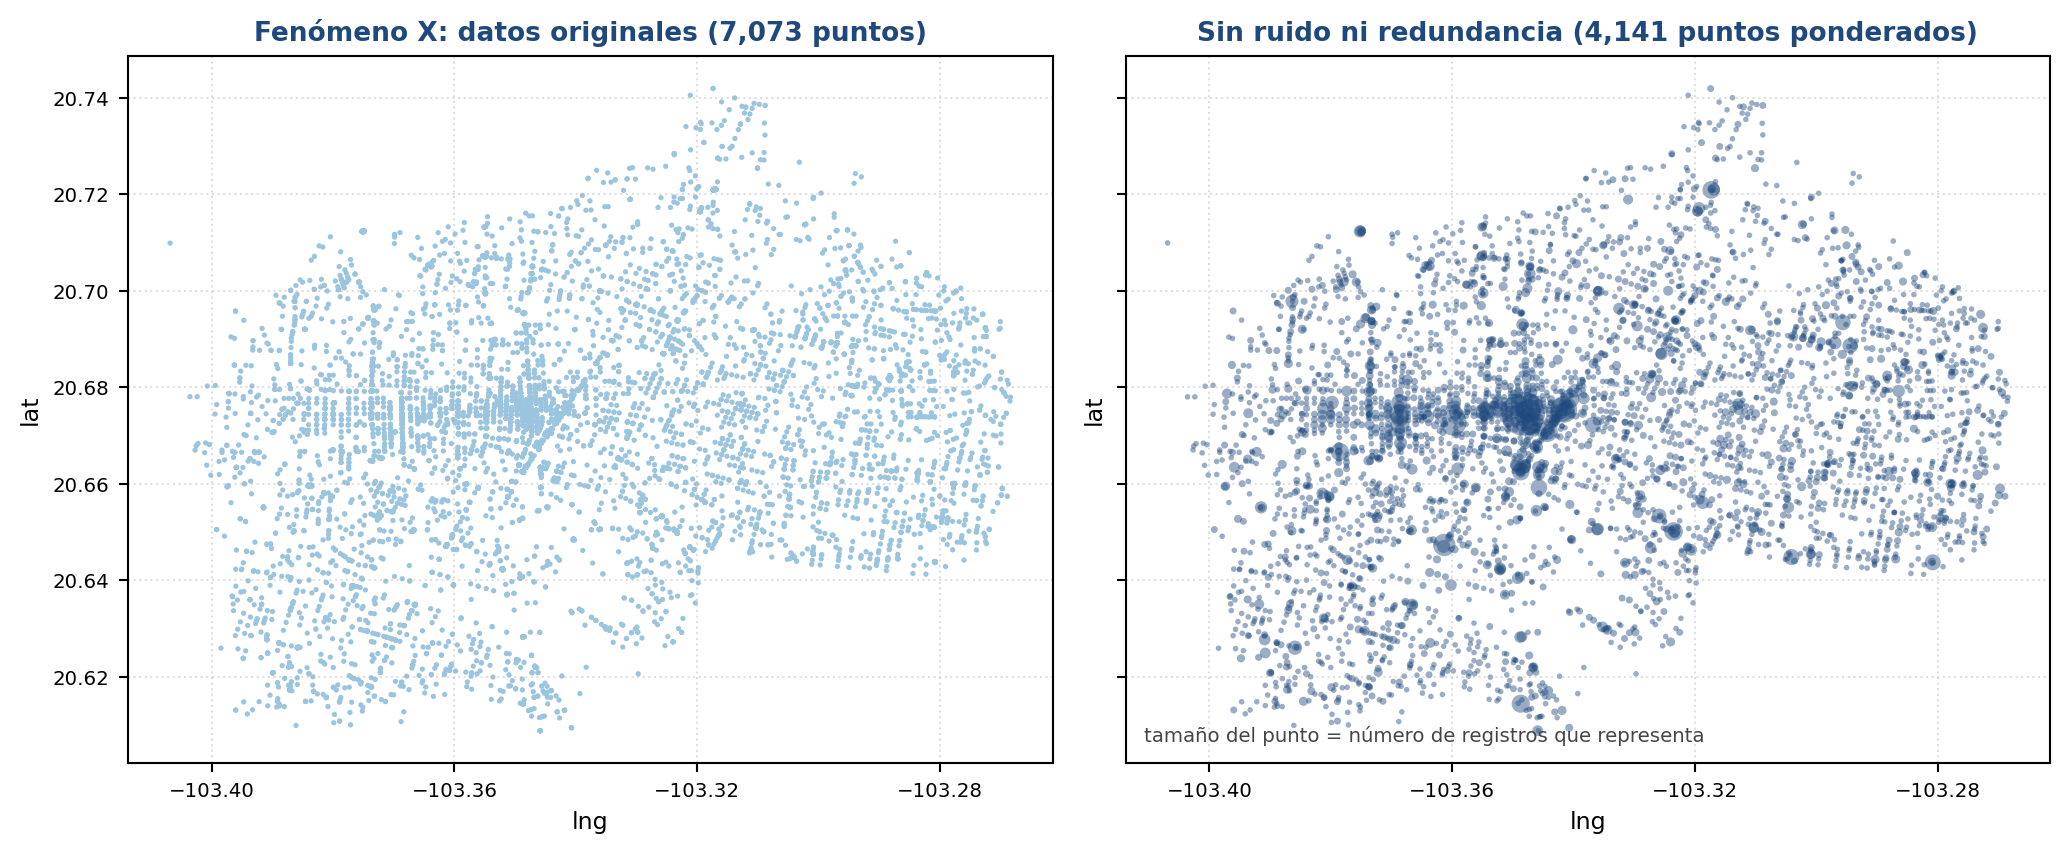 Fenómeno X: datos originales (7,073 puntos)
20.74
20.72
20.70
20.68
20.66
20.64
20.62
lat
−103.40
−103.36
−103.32
−103.28
lng
Sin ruido ni redundancia (4,141 puntos ponderados)
lat
tamaño del punto = número de registros que representa
−103.40
−103.36
−103.32
−103.28
lng